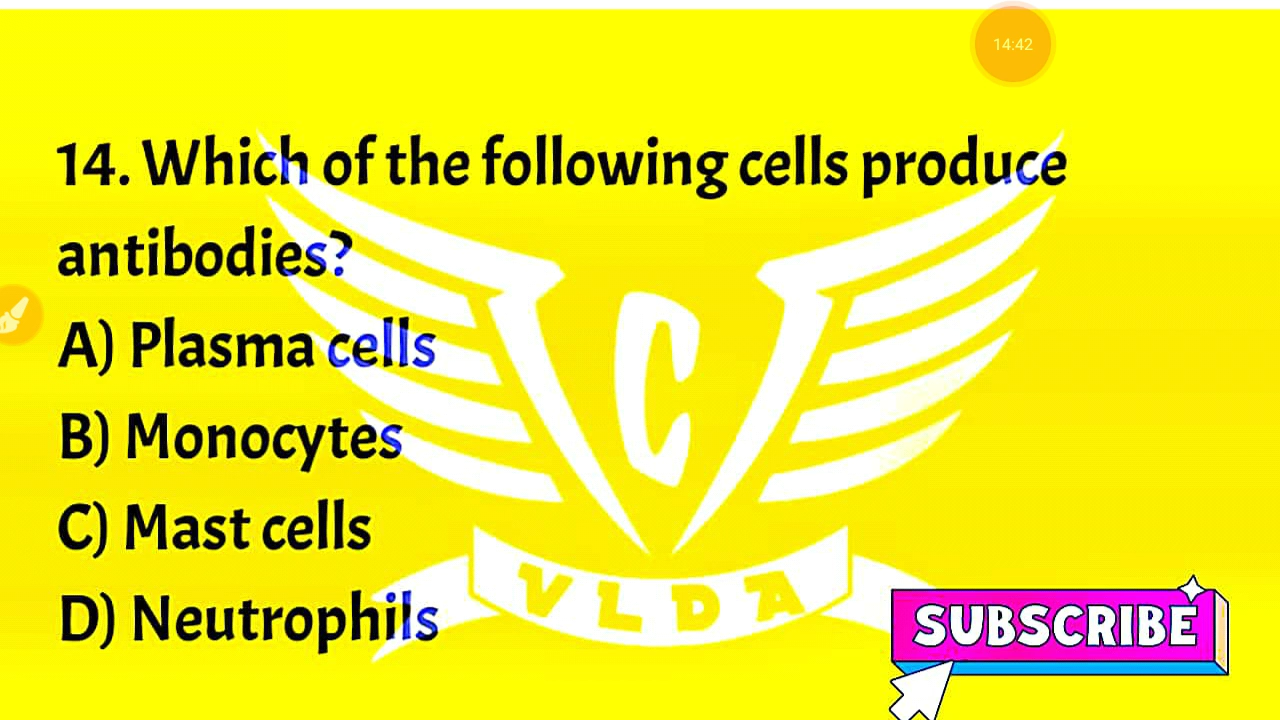 14:42
14. Which of the following cells produce
antibodies?
A) Plasma cells
B) Monocytes
C) Mast cells
D) Neutrophils
C
VLDA
SUBSCRIBE